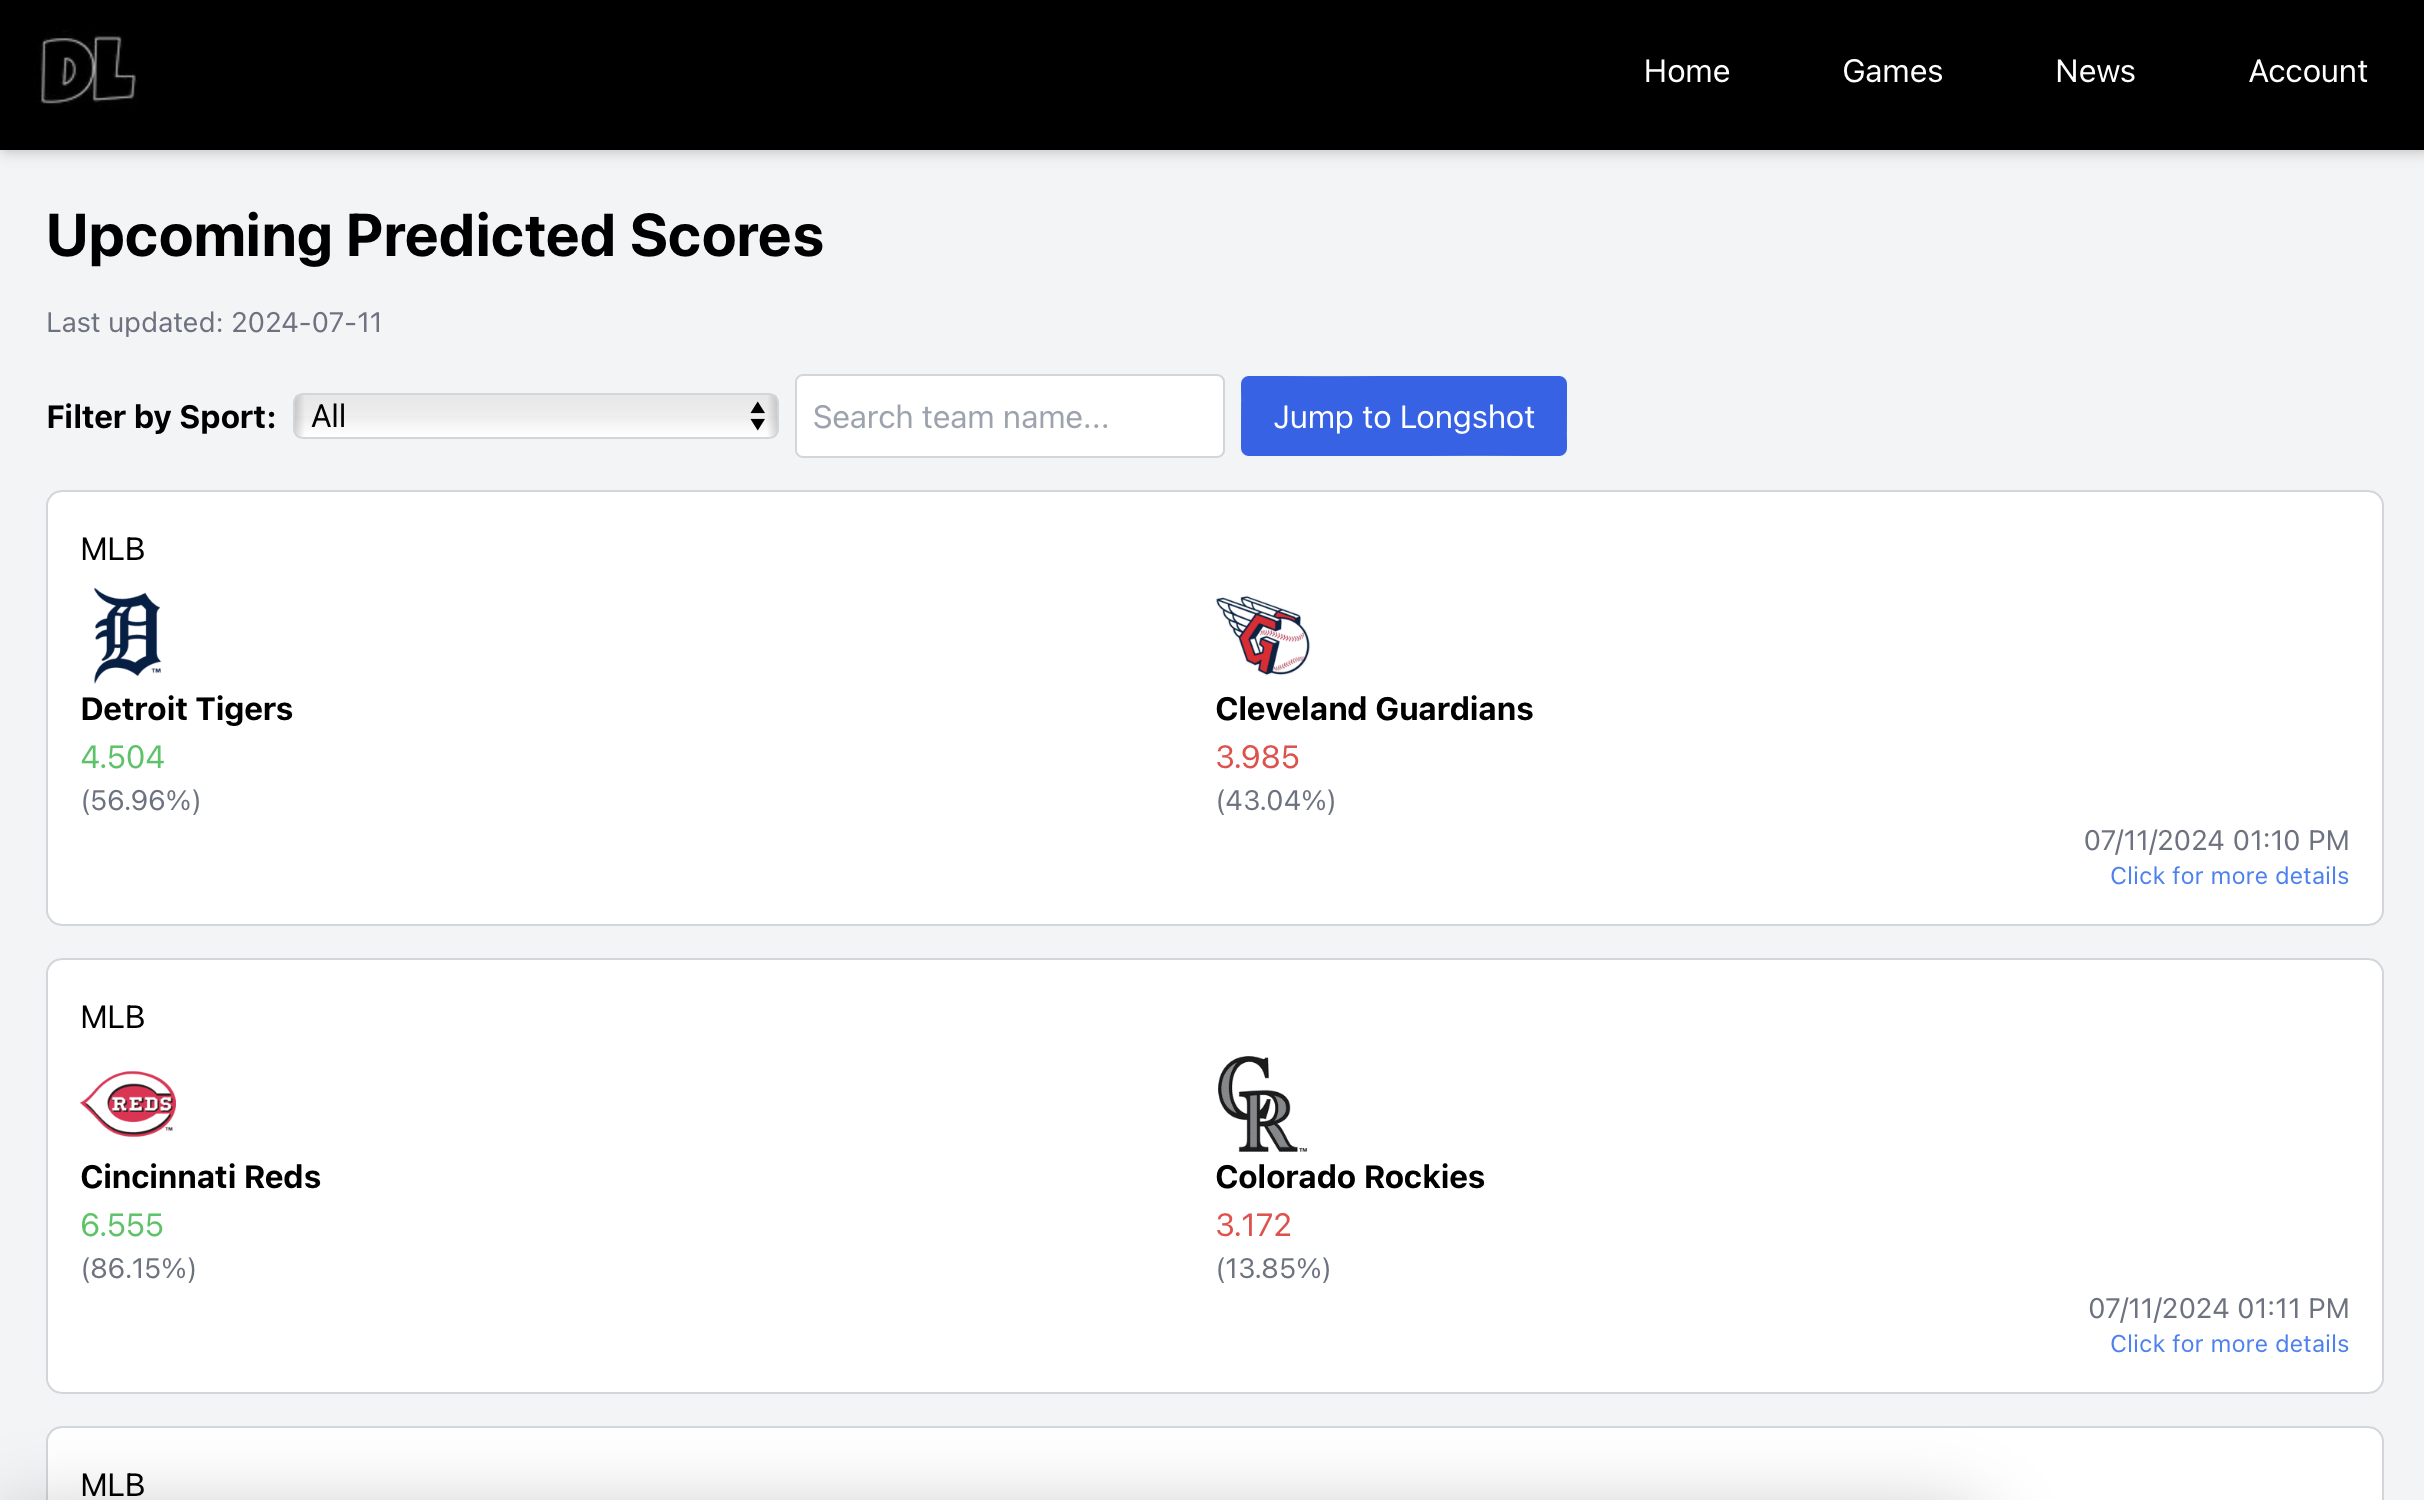 DL
Home Games News Account
Upcoming Predicted Scores
Last updated: 2024-07-11
Filter by Sport: All Search team name... Jump to Longshot
MLB
Detroit Tigers Cleveland Guardians
4.504 3.985
(56.96%) (43.04%)
07/11/2024 01:10 PM
Click for more details
MLB
REDS
Cincinnati Reds Colorado Rockies
6.555 3.172
(86.15%) (13.85%)
07/11/2024 01:11 PM
Click for more details
MLB